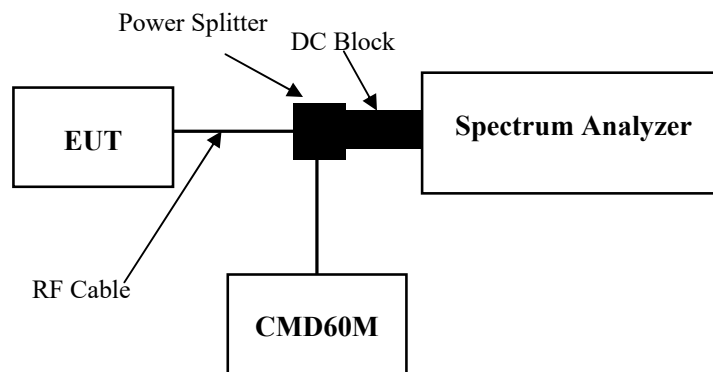 Power Splitter
DC Block
EUT
Spectrum Analyzer
RF Cable
CMD60M